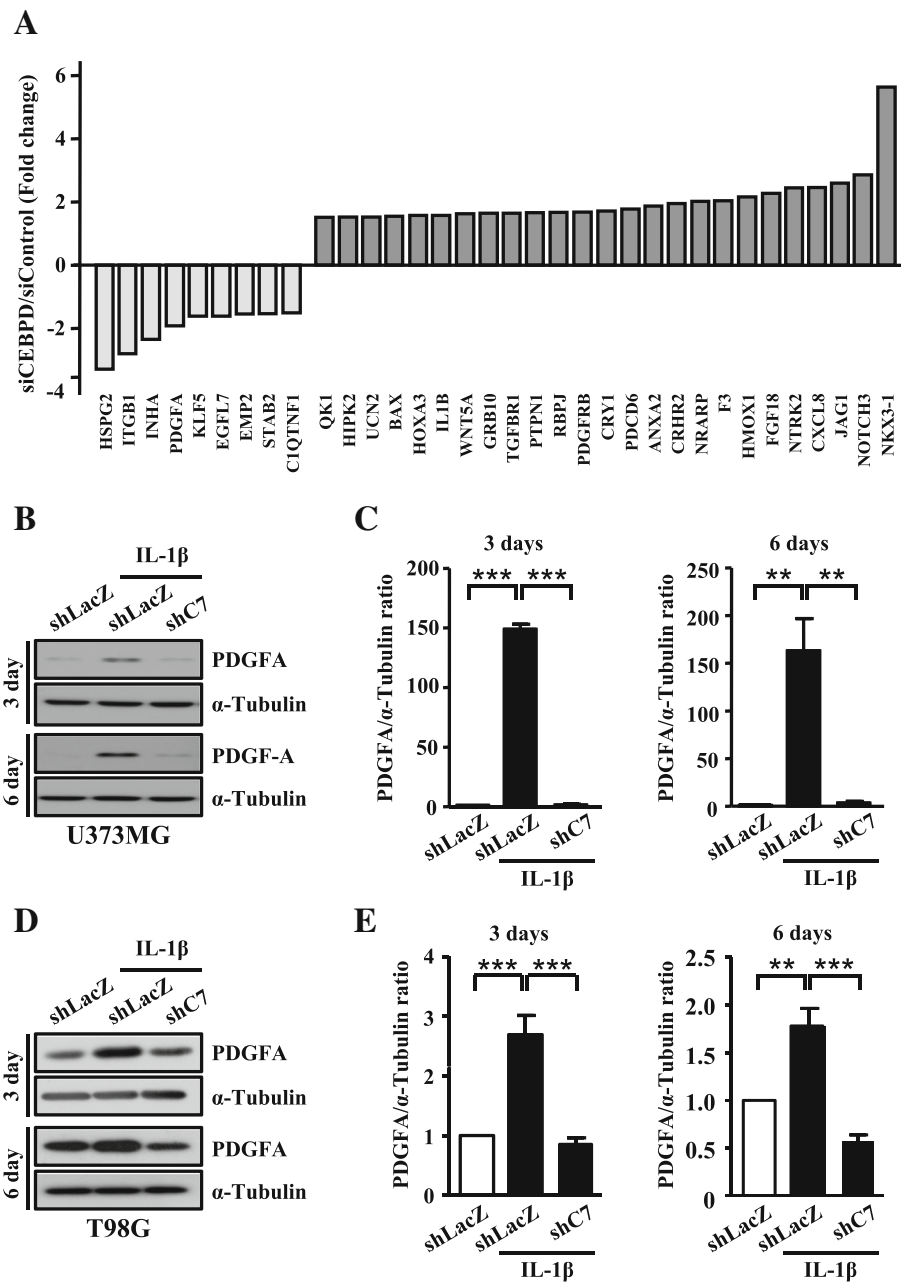 A
siCEBPD/siControl (Fold change)
6
4
2
0
-2
-4
HSPG2
ITGB1
INHA
PDGFA
KLF5
EGFL7
EMP2
STAB2
C1QTNF1
QK1
HIPK2
UCN2
BAX
HOXA3
IL1B
WNT5A
GRB10
TGFBR1
PTPN1
RBPJ
PDGFRB
CRY1
PDCD6
ANXA2
CRHR2
NRARP
F3
HMOX1
FGF18
NTRK2
CXCL8
JAG1
NOTCH3
NKX3-1
B
IL-1β
shLacZ
shLacZ
shC7
3 day
PDGFA
α-Tubulin
6 day
PDGF-A
α-Tubulin
U373MG
C
3 days
PDGFA/α-Tubulin ratio
200
150
100
50
0
*** ***
shLacZ
shLacZ
shC7
IL-1β
6 days
PDGFA/α-Tubulin ratio
250
200
150
100
50
0
** **
shLacZ
shLacZ
shC7
IL-1β
D
IL-1β
shLacZ
shLacZ
shC7
3 day
PDGFA
α-Tubulin
6 day
PDGFA
α-Tubulin
T98G
E
3 days
PDGFA/α-Tubulin ratio
4
3
2
1
0
*** ***
shLacZ
shLacZ
shC7
IL-1β
6 days
PDGFA/α-Tubulin ratio
2.5
2.0
1.5
1.0
0.5
0
** ***
shLacZ
shLacZ
shC7
IL-1β